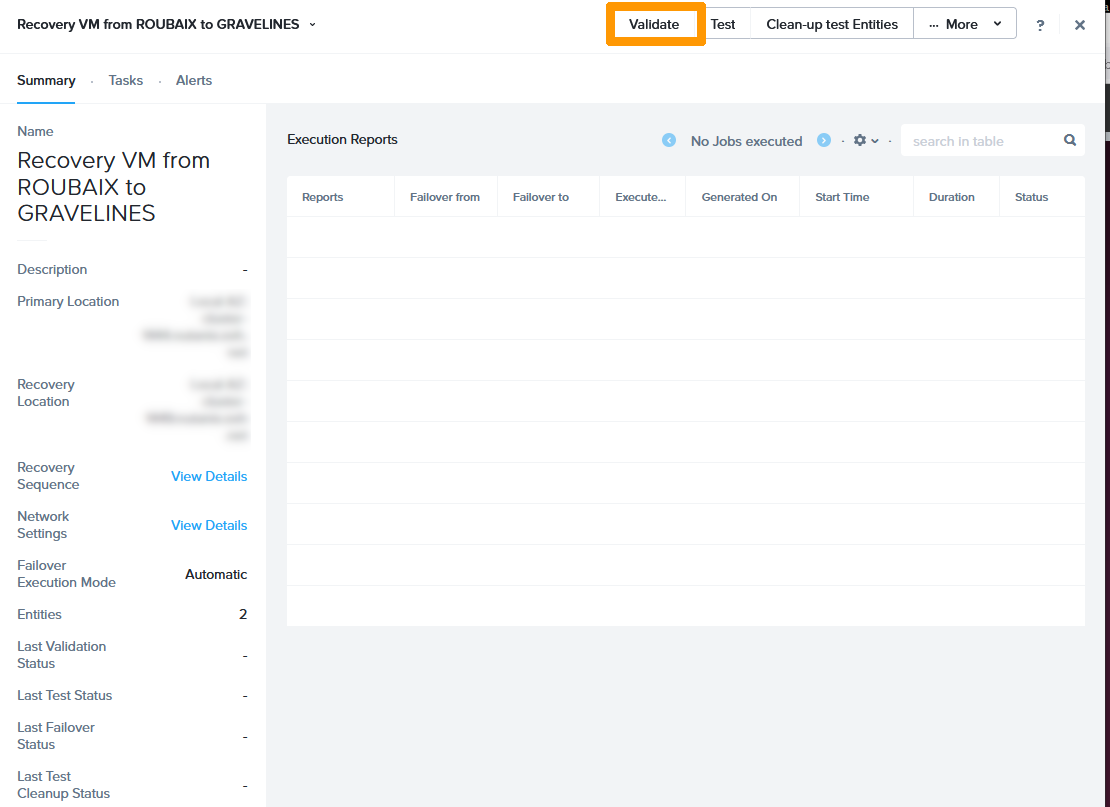 Recovery VM from ROUBAIX to GRAVELINES
Validate
Test
Clean-up test Entities
... More
?
Summary
Tasks
Alerts
Name
Recovery VM from
ROUBAIX to
GRAVELINES
Description -
Primary Location
Recovery
Location
Recovery
Sequence
View Details
Network
Settings
View Details
Failover
Execution Mode
Automatic
Entities 2
Last Validation
Status
-
Last Test Status -
Last Failover
Status
-
Last Test
Cleanup Status
-
Execution Reports
No Jobs executed
search in table
Reports Failover from Failover to Execute... Generated On Start Time Duration Status